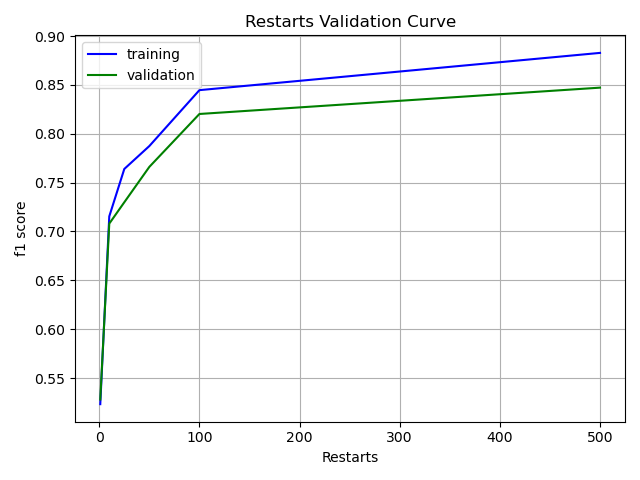 Restarts Validation Curve
training
validation
0.90
0.85
0.80
0.75
0.70
0.65
0.60
0.55
f1 score
0 100 200 300 400 500
Restarts